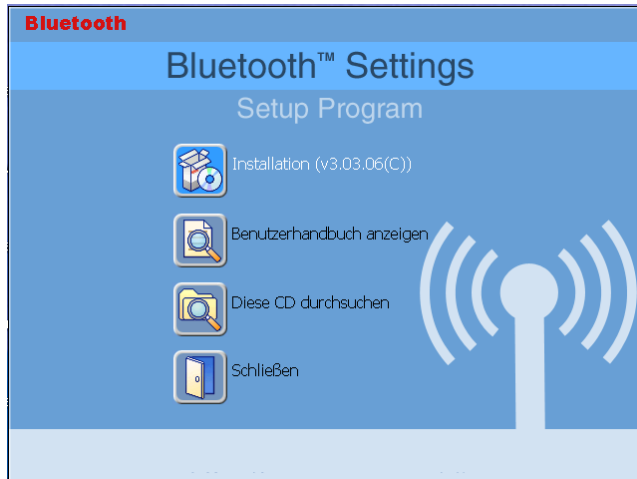 Bluetooth
Bluetooth™ Settings
Setup Program
Installation (v3.03.06(C))
Benutzerhandbuch anzeigen
Diese CD durchsuchen
Schließen